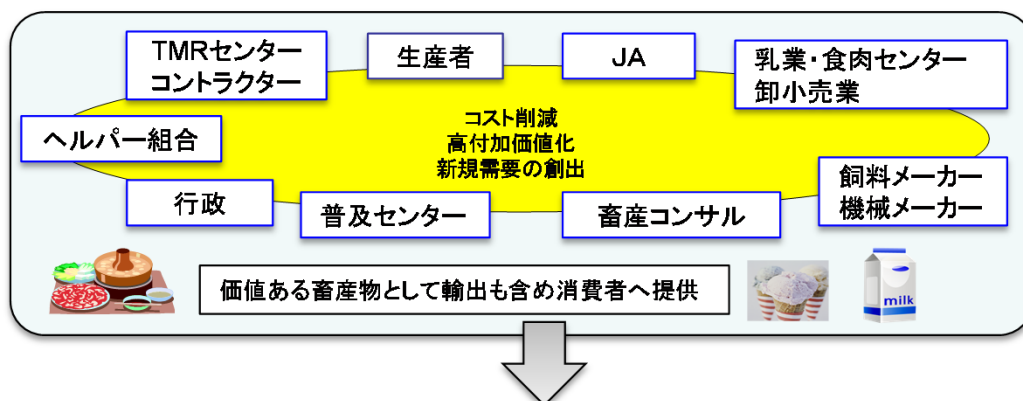 TMRセンター
コントラクター
生産者
JA
乳業・食肉センター
卸小売業
ヘルパー組合
コスト削減
高付加価値化
新規需要の創出
飼料メーカー
機械メーカー
行政
普及センター
畜産コンサル
価値ある畜産物として輸出も含め消費者へ提供
milk